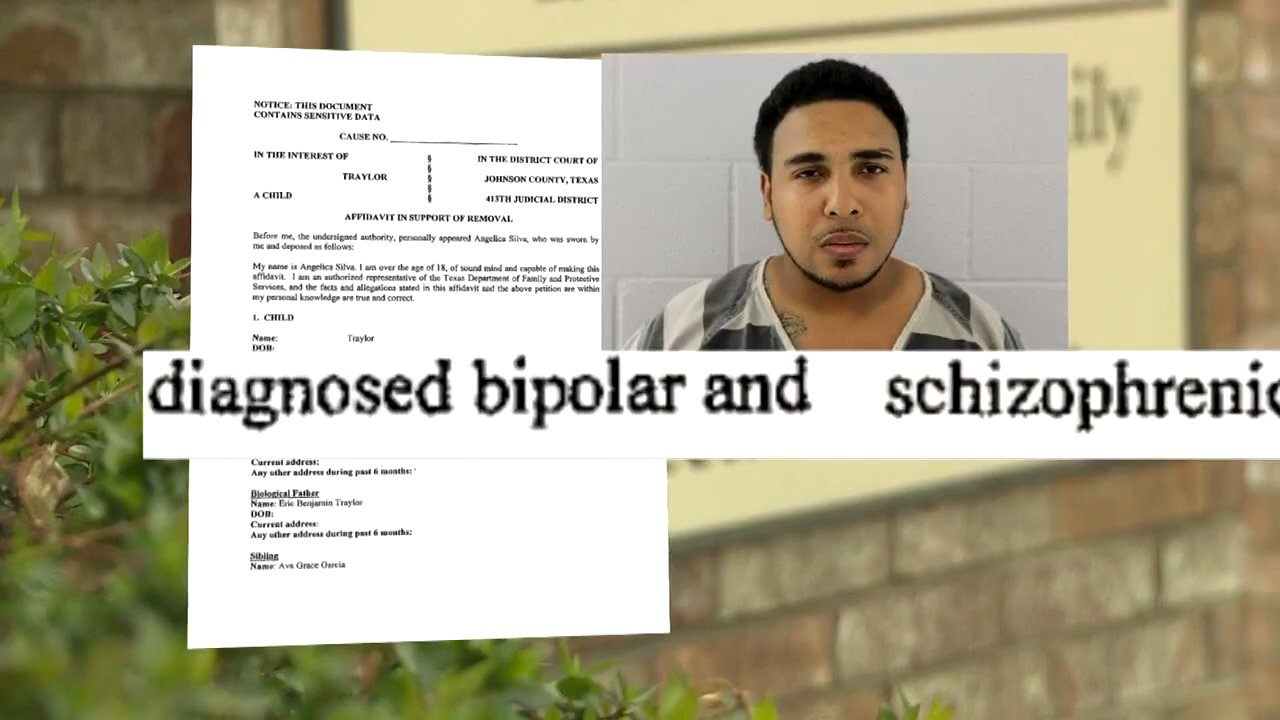 ily
NOTICE: THIS DOCUMENT
CONTAINS SENSITIVE DATA
CAUSE NO.
IN THE INTEREST OF § IN THE DISTRICT COURT OF
§
TRAYLOR § JOHNSON COUNTY, TEXAS
§
A CHILD § 413TH JUDICIAL DISTRICT
AFFIDAVIT IN SUPPORT OF REMOVAL
Before me, the undersigned authority, personally appeared Angelica Silva, who was sworn by
me and deposed as follows:
My name is Angelica Silva. I am over the age of 18, of sound mind and capable of making this
affidavit. I am an authorized representative of the Texas Department of Family and Protective
Services, and the facts and allegations stated in this affidavit and the above petition are within
my personal knowledge are true and correct.
1. CHILD
Name: Traylor
DOB:
diagnosed bipolar and schizophrenic
Current address:
Any other address during past 6 months:
Biological Father
Name: Eric Benjamin Traylor
DOB:
Current address:
Any other address during past 6 months:
Sibling
Name: Ava Grace Garcia